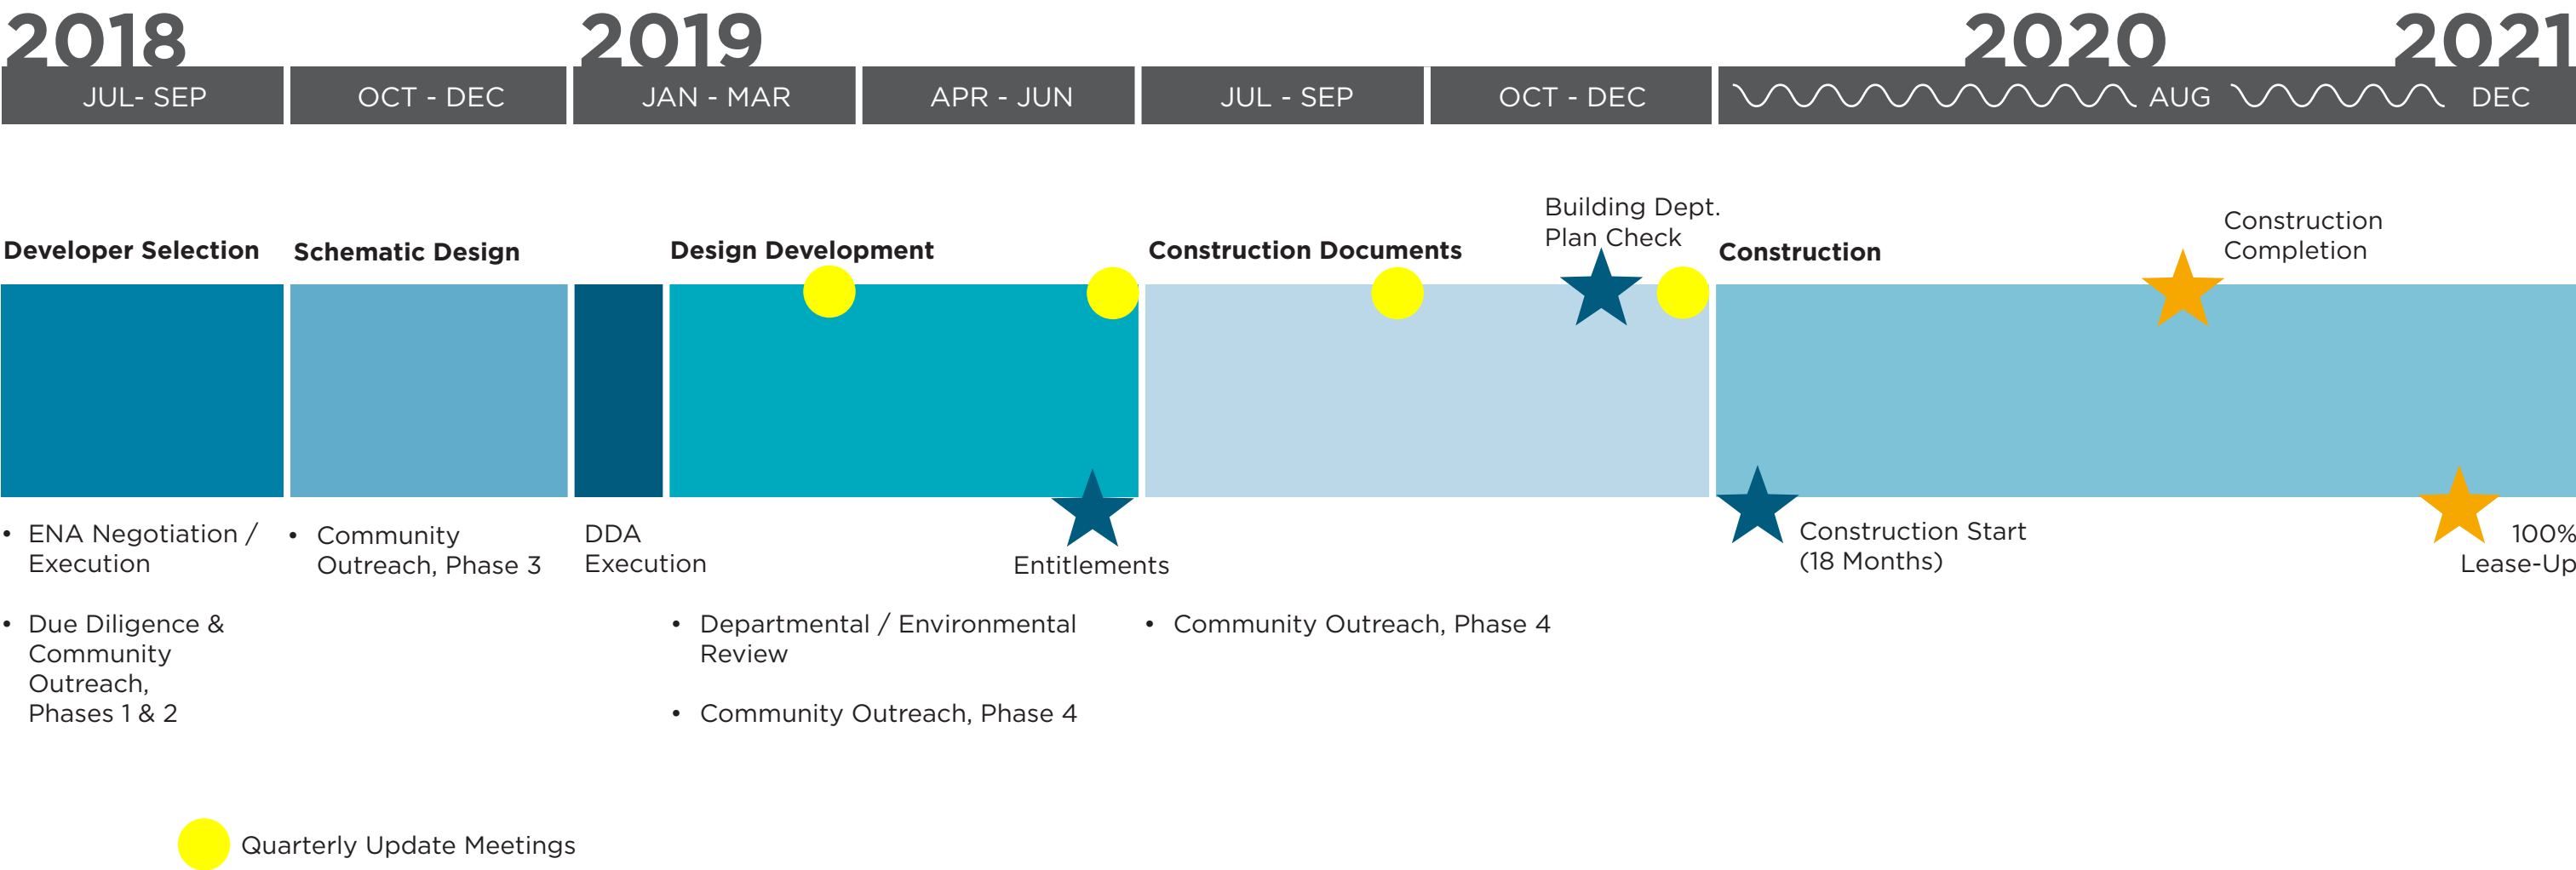 2018
2019
2020
2021
JUL- SEP
OCT - DEC
JAN - MAR
APR - JUN
JUL - SEP
OCT - DEC
AUG
DEC
Developer Selection
Schematic Design
Design Development
Construction Documents
Building Dept.
Plan Check
Construction
Construction
Completion
• ENA Negotiation /
Execution
• Due Diligence &
Community
Outreach,
Phases 1 & 2
• Community
Outreach, Phase 3
DDA
Execution
Entitlements
• Departmental / Environmental
Review
• Community Outreach, Phase 4
• Community Outreach, Phase 4
Construction Start
(18 Months)
100%
Lease-Up
Quarterly Update Meetings